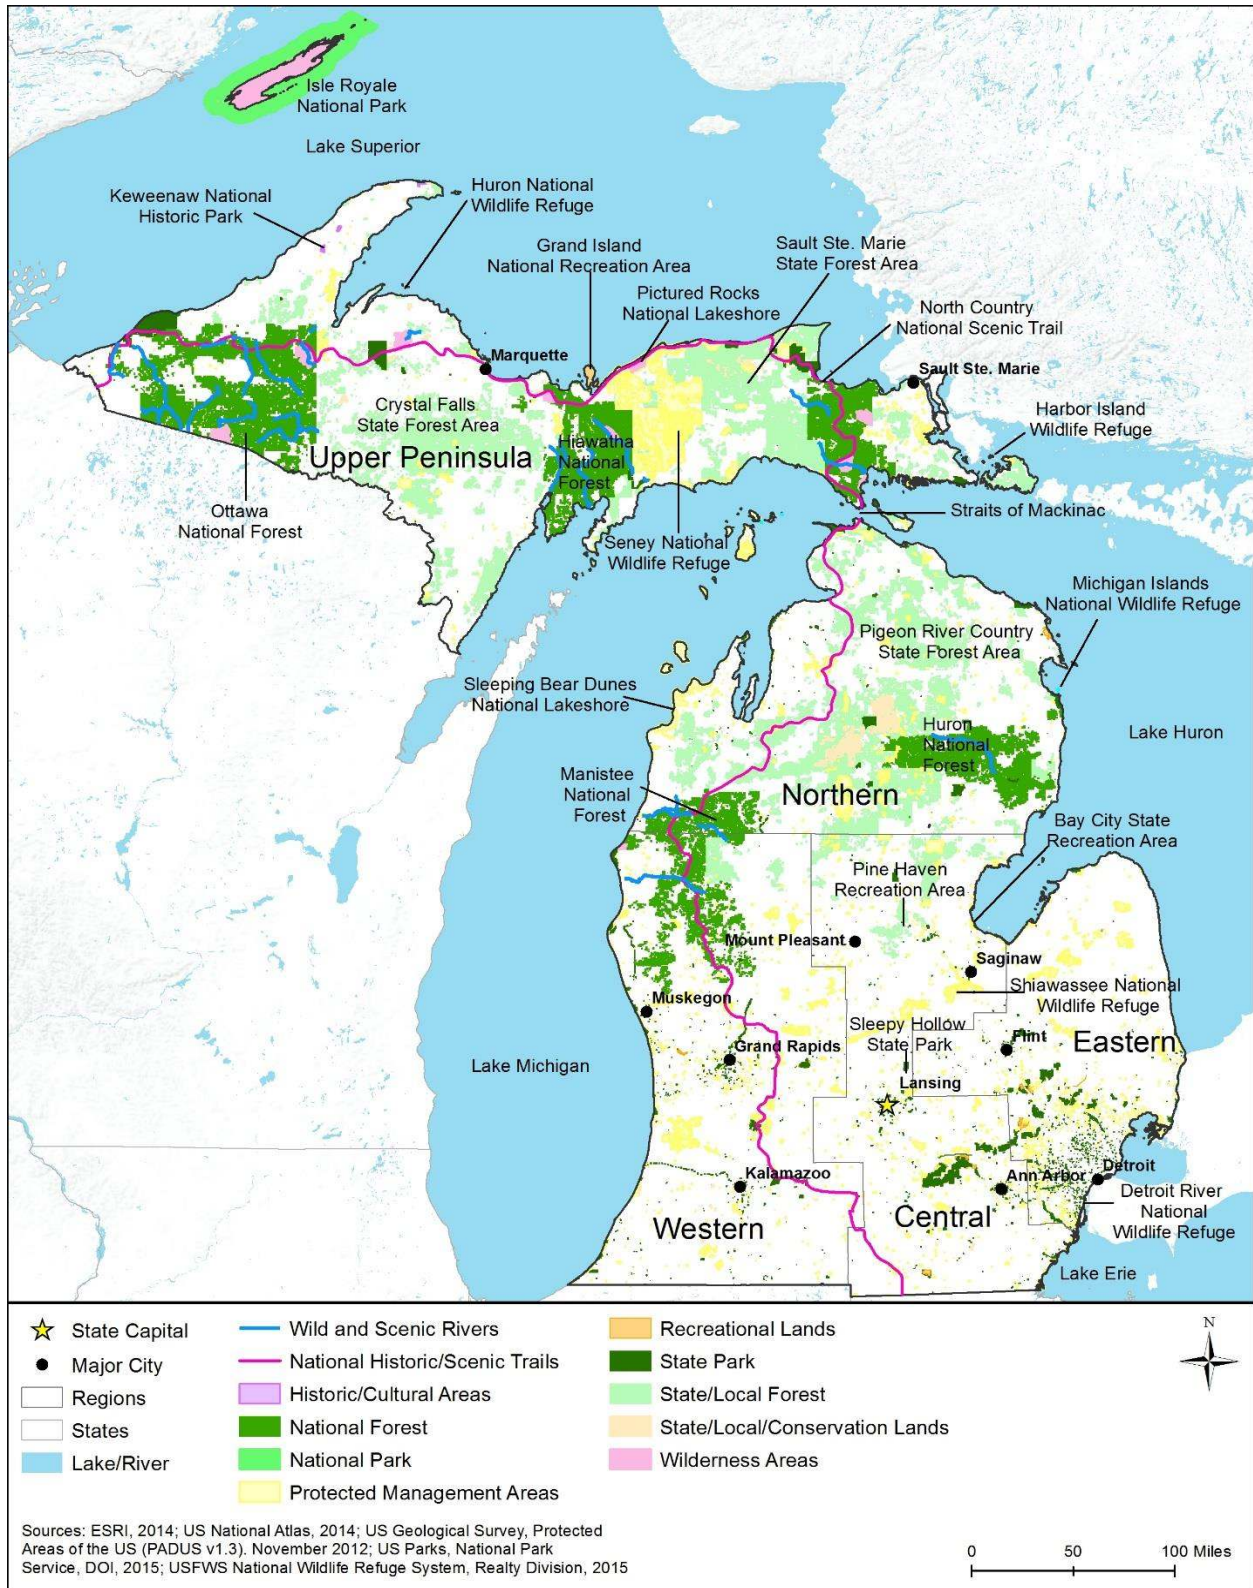 Isle Royale
National Park
Lake Superior
Keweenaw National
Historic Park
Huron National
Wildlife Refuge
Grand Island
National Recreation Area
Sault Ste. Marie
State Forest Area
Pictured Rocks
National Lakeshore
North Country
National Scenic Trail
Marquette
Sault Ste. Marie
Crystal Falls
State Forest Area
Harbor Island
Wildlife Refuge
Upper Peninsula
Hiawatha
National
Forest
Ottawa
National Forest
Straits of Mackinac
Seney National
Wildlife Refuge
Michigan Islands
National Wildlife Refuge
Pigeon River Country
State Forest Area
Sleeping Bear Dunes
National Lakeshore
Huron
National
Forest
Lake Huron
Manistee
National
Forest
Northern
Bay City State
Recreation Area
Pine Haven
Recreation Area
Mount Pleasant
Saginaw
Shiawassee National
Wildlife Refuge
Muskegon
Sleepy Hollow
State Park
Flint
Eastern
Grand Rapids
Lake Michigan
Lansing
Kalamazoo
Ann Arbor
Detroit
Detroit River
National
Wildlife Refuge
Western
Central
Lake Erie
State Capital
Major City
Regions
States
Lake/River
Wild and Scenic Rivers
National Historic/Scenic Trails
Historic/Cultural Areas
National Forest
National Park
Protected Management Areas
Recreational Lands
State Park
State/Local Forest
State/Local/Conservation Lands
Wilderness Areas
N
Sources: ESRI, 2014; US National Atlas, 2014; US Geological Survey, Protected
Areas of the US (PADUS v1.3). November 2012; US Parks, National Park
Service, DOI, 2015; USFWS National Wildlife Refuge System, Realty Division, 2015
0 50 100 Miles